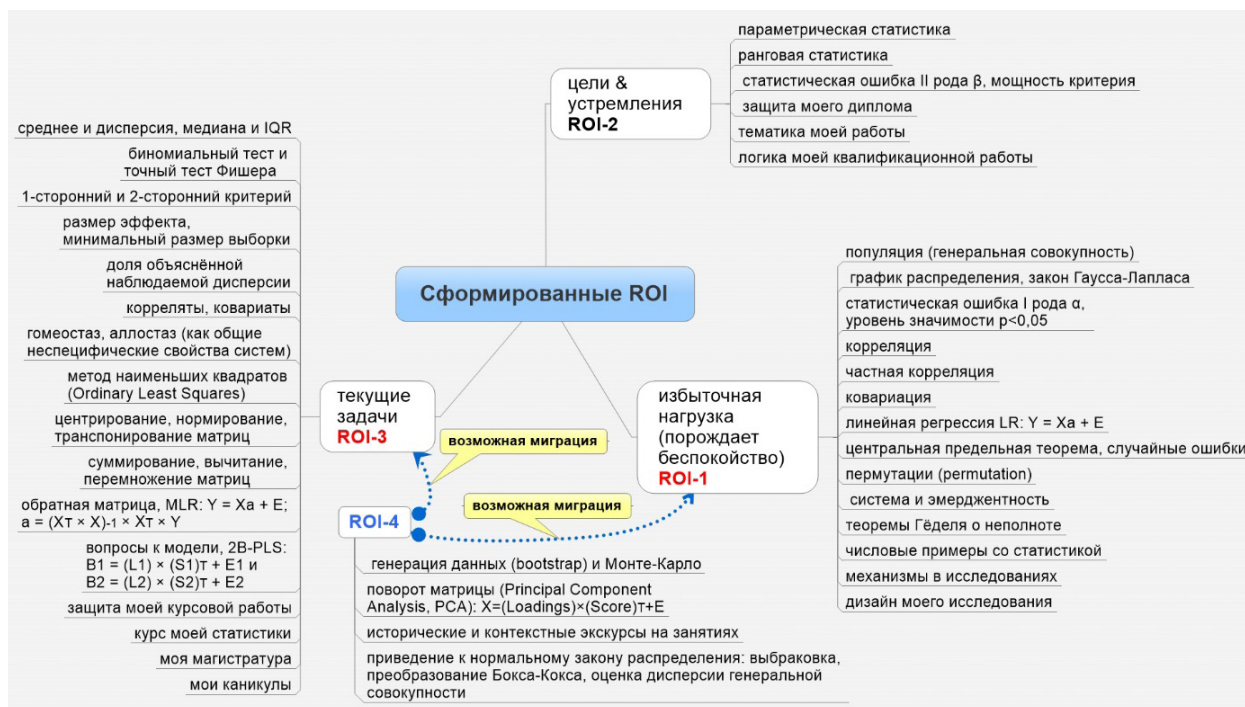 параметрическая статистика
ранговая статистика
статистическая ошибка II рода β, мощность критерия
защита моего диплома
тематика моей работы
логика моей квалификационной работы
цели &
устремления
ROI-2
среднее и дисперсия, медиана и IQR
биномиальный тест и
точный тест Фишера
1-сторонний и 2-сторонний критерий
размер эффекта,
минимальный размер выборки
доля объяснённой
наблюдаемой дисперсии
корреляты, ковариаты
гомеостаз, аллостаз (как общие
неспецифические свойства систем)
метод наименьших квадратов
(Ordinary Least Squares)
центрирование, нормирование,
транспонирование матриц
суммирование, вычитание,
перемножение матриц
обратная матрица, MLR: Y = Xa + E;
a = (Xт × X)-1 × Xт × Y
вопросы к модели, 2B-PLS:
B1 = (L1) × (S1)т + E1 и
B2 = (L2) × (S2)т + E2
защита моей курсовой работы
курс моей статистики
моя магистратура
мои каникулы
Сформированные ROI
текущие
задачи
ROI-3
избыточная
нагрузка
(порождает
беспокойство)
ROI-1
популяция (генеральная совокупность)
график распределения, закон Гаусса-Лапласа
статистическая ошибка I рода α,
уровень значимости p<0,05
корреляция
частная корреляция
ковариация
линейная регрессия LR: Y = Xa + E
центральная предельная теорема, случайные ошибки
пермутации (permutation)
система и эмерджентность
теоремы Гёделя о неполноте
числовые примеры со статистикой
механизмы в исследованиях
дизайн моего исследования
возможная миграция
возможная миграция
ROI-4
генерация данных (bootstrap) и Монте-Карло
поворот матрицы (Principal Component
Analysis, PCA): X=(Loadings)×(Score)т+E
исторические и контекстные экскурсы на занятиях
приведение к нормальному закону распределения: выбраковка,
преобразование Бокса-Кокса, оценка дисперсии генеральной
совокупности